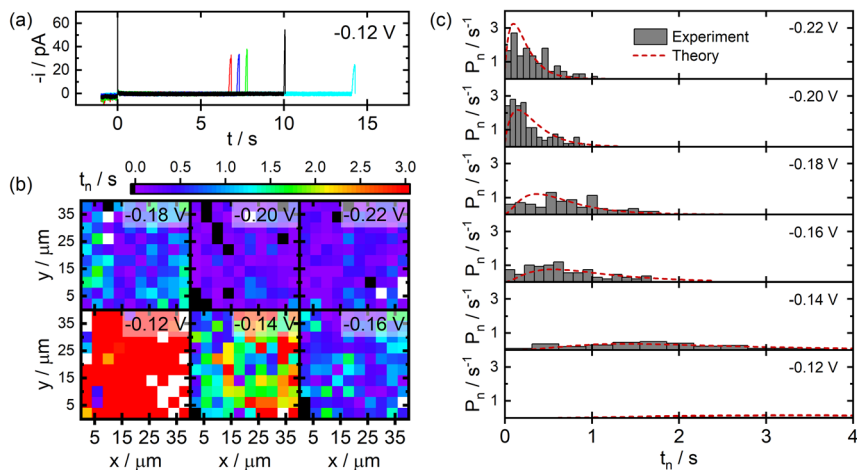 (a)
-i / pA
60
40
20
0
-0.12 V
0 5 10 15
t / s
(b)
t_n / s
0.0 0.5 1.0 1.5 2.0 2.5 3.0
-0.18 V -0.20 V -0.22 V
y / μm
35
25
15
5
-0.12 V -0.14 V -0.16 V
y / μm
35
25
15
5
5 15 25 35 5 15 25 35 5 15 25 35
x / μm x / μm x / μm
(c)
P_n / s⁻¹
3
2
1
-0.22 V
Experiment
Theory
P_n / s⁻¹
3
2
1
-0.20 V
P_n / s⁻¹
3
2
1
-0.18 V
P_n / s⁻¹
3
2
1
-0.16 V
P_n / s⁻¹
3
2
1
-0.14 V
P_n / s⁻¹
3
2
1
-0.12 V
0 1 2 3 4
t_n / s